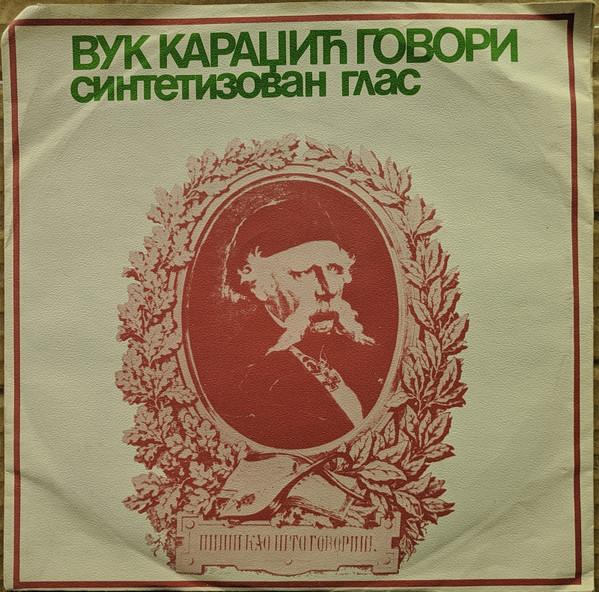 ВУК КАРАЏИЋ ГОВОРИ
СИНТЕТИЗОВАН ГЛАС
ПИШИ КАО ШТО ГОВОРИШ.